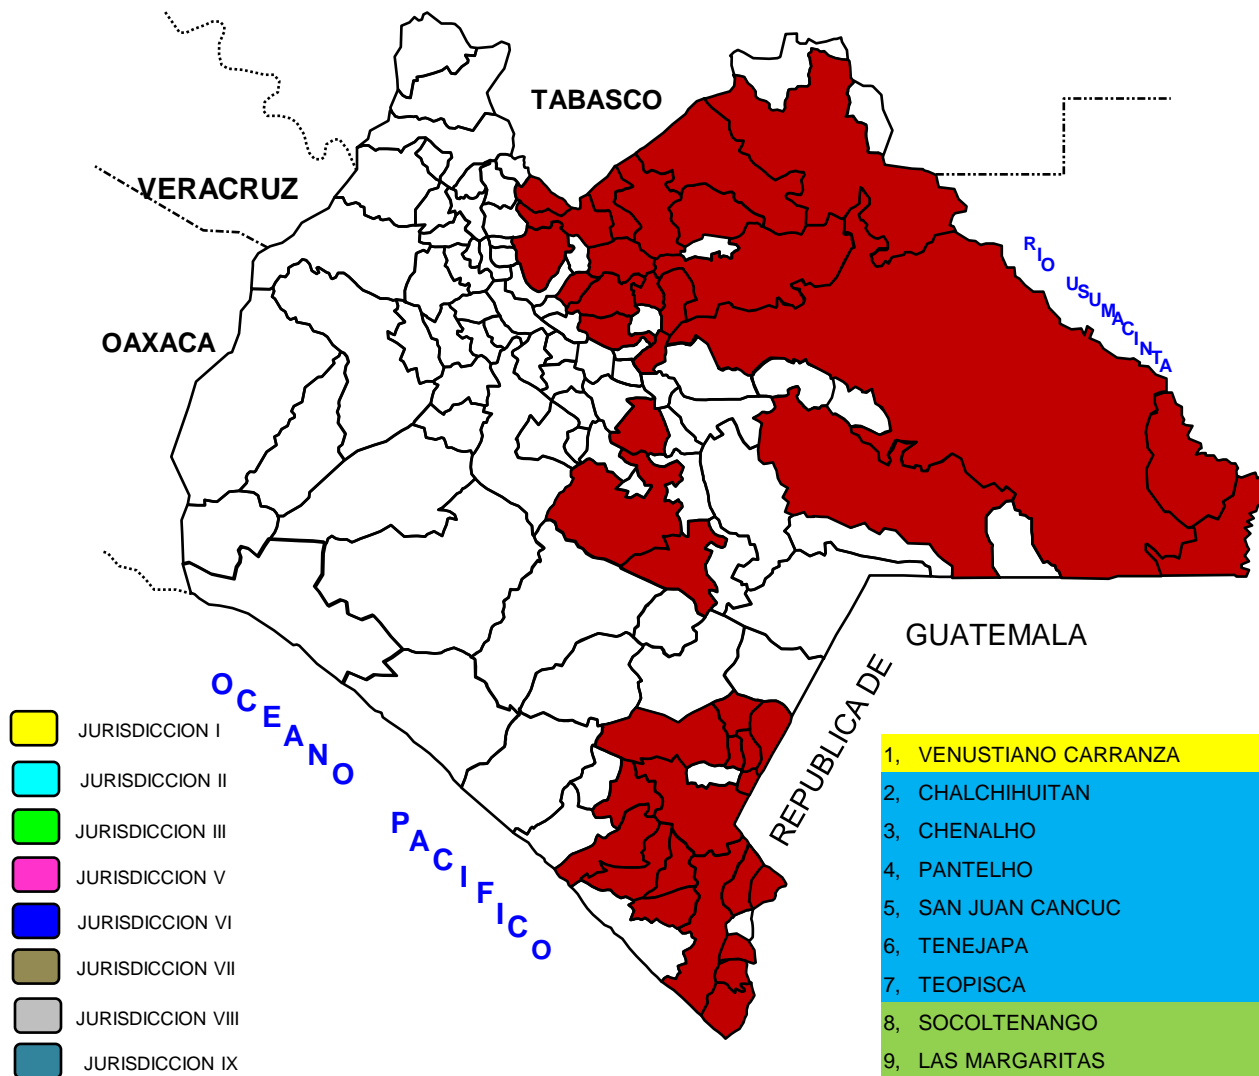 TABASCO
VERACRUZ
OAXACA
RIO USUMACINTA
GUATEMALA
REPUBLICA DE
OCEANO PACIFICO
JURISDICCION I
JURISDICCION II
JURISDICCION III
JURISDICCION V
JURISDICCION VI
JURISDICCION VII
JURISDICCION VIII
JURISDICCION IX
1, VENUSTIANO CARRANZA
2, CHALCHIHUITAN
3, CHENALHO
4, PANTELHO
5, SAN JUAN CANCUC
6, TENEJAPA
7, TEOPISCA
8, SOCOLTENANGO
9, LAS MARGARITAS